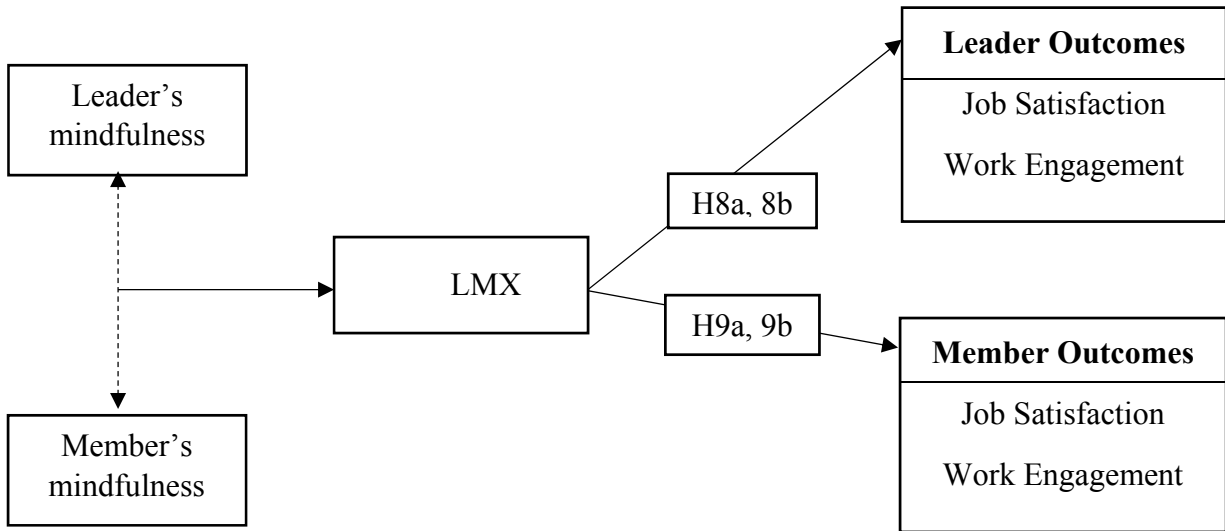 Leader’s
mindfulness
Member’s
mindfulness
LMX
H8a, 8b
H9a, 9b
Leader Outcomes
Job Satisfaction
Work Engagement
Member Outcomes
Job Satisfaction
Work Engagement